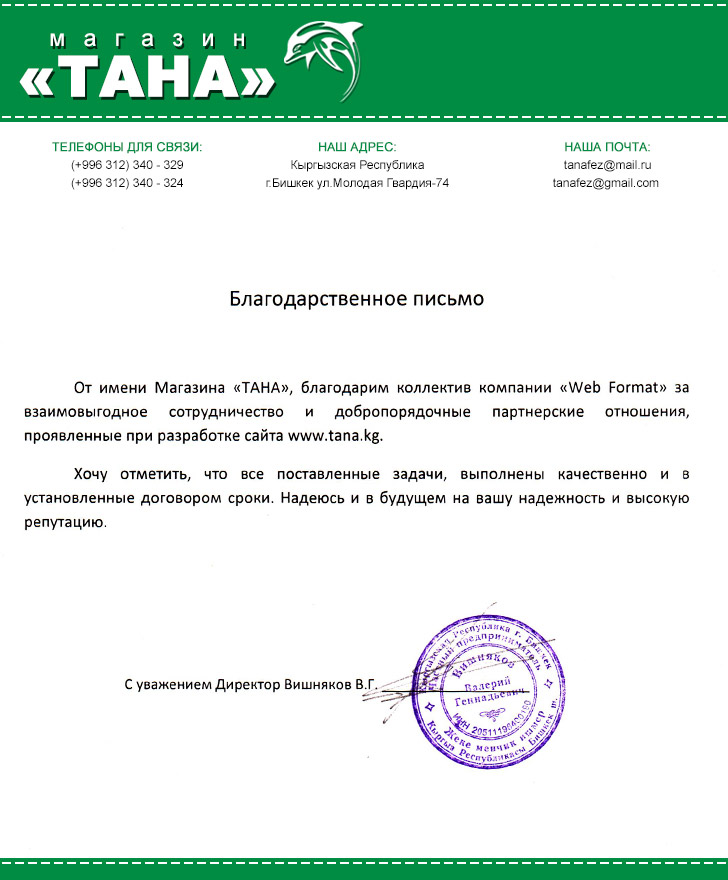 магазин
«ТАНА»
ТЕЛЕФОНЫ ДЛЯ СВЯЗИ:
(+996 312) 340 - 329
(+996 312) 340 - 324
НАШ АДРЕС:
Кыргызская Республика
г.Бишкек ул.Молодая Гвардия-74
НАША ПОЧТА:
tanafez@mail.ru
tanafez@gmail.com
Благодарственное письмо
От имени Магазина «ТАНА», благодарим коллектив компании «Web Format» за
взаимовыгодное сотрудничество и добропорядочные партнерские отношения,
проявленные при разработке сайта www.tana.kg.
Хочу отметить, что все поставленные задачи, выполнены качественно и в
установленные договором сроки. Надеюсь и в будущем на вашу надежность и высокую
репутацию.
С уважением Директор Вишняков В.Г.
Кыргызская Республика г. Бишкек
Частный предприниматель
Вишняков
Валерий
Геннадьевич
ИНН
Жеке менчик ишкер
Кыргыз Республикасы Бишкек ш.